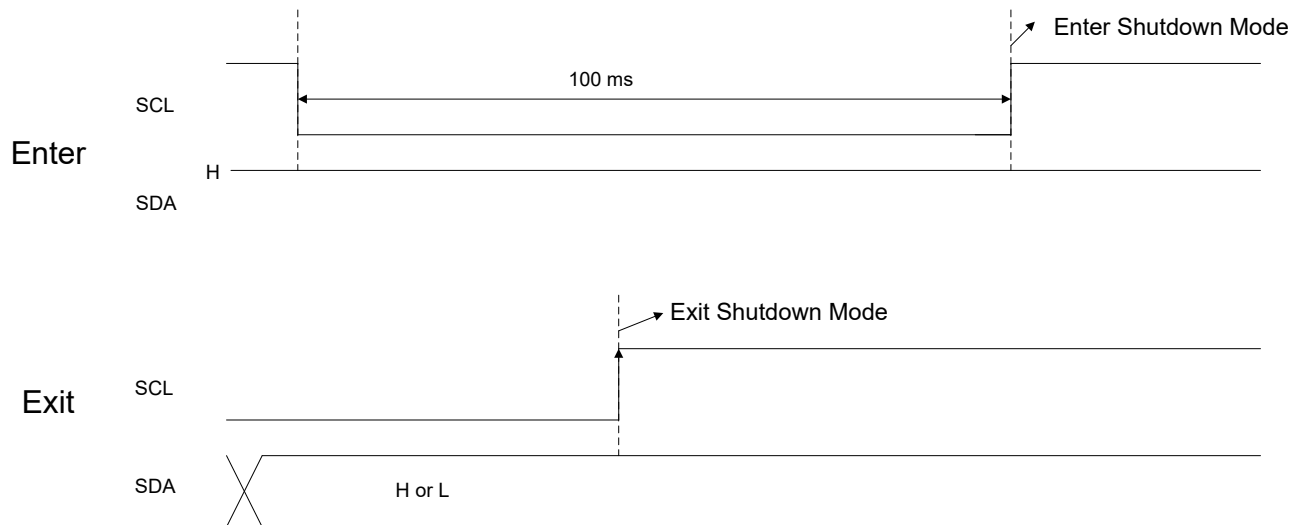 Enter Shutdown Mode
100 ms
SCL
Enter
H
SDA
Exit Shutdown Mode
SCL
Exit
SDA
H or L